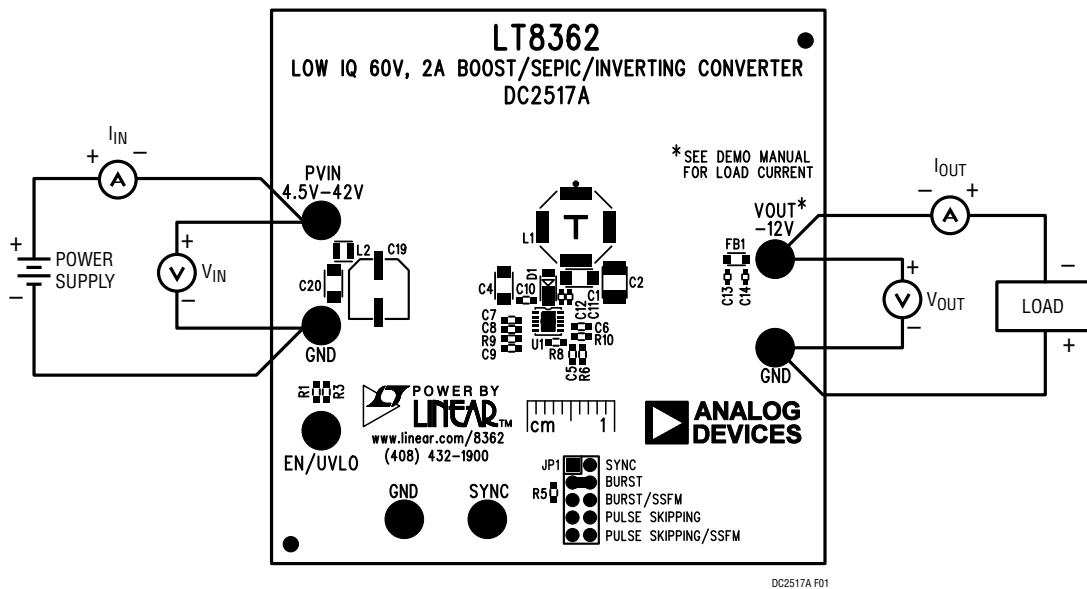 LT8362
LOW IQ 60V, 2A BOOST/SEPIC/INVERTING CONVERTER
DC2517A
IIN
+ A −
PVIN
4.5V-42V
*SEE DEMO MANUAL
FOR LOAD CURRENT
IOUT
− A +
VOUT*
-12V
+
POWER
SUPPLY
−
+
V
−
VIN
L2
C19
C20
GND
L1
T
D1
C4
C10
C1
C2
C12
C11
C7
C8
R9
C9
U1
R8
C6
R10
C5
R6
FB1
C13
C14
+
V
−
VOUT
−
LOAD
+
GND
R1
R3
EN/UVLO
POWER BY
LINEAR™
www.linear.com/8362
(408) 432-1900
cm 1
ANALOG
DEVICES
GND
SYNC
JP1
R5
SYNC
BURST
BURST/SSFM
PULSE SKIPPING
PULSE SKIPPING/SSFM
DC2517A F01